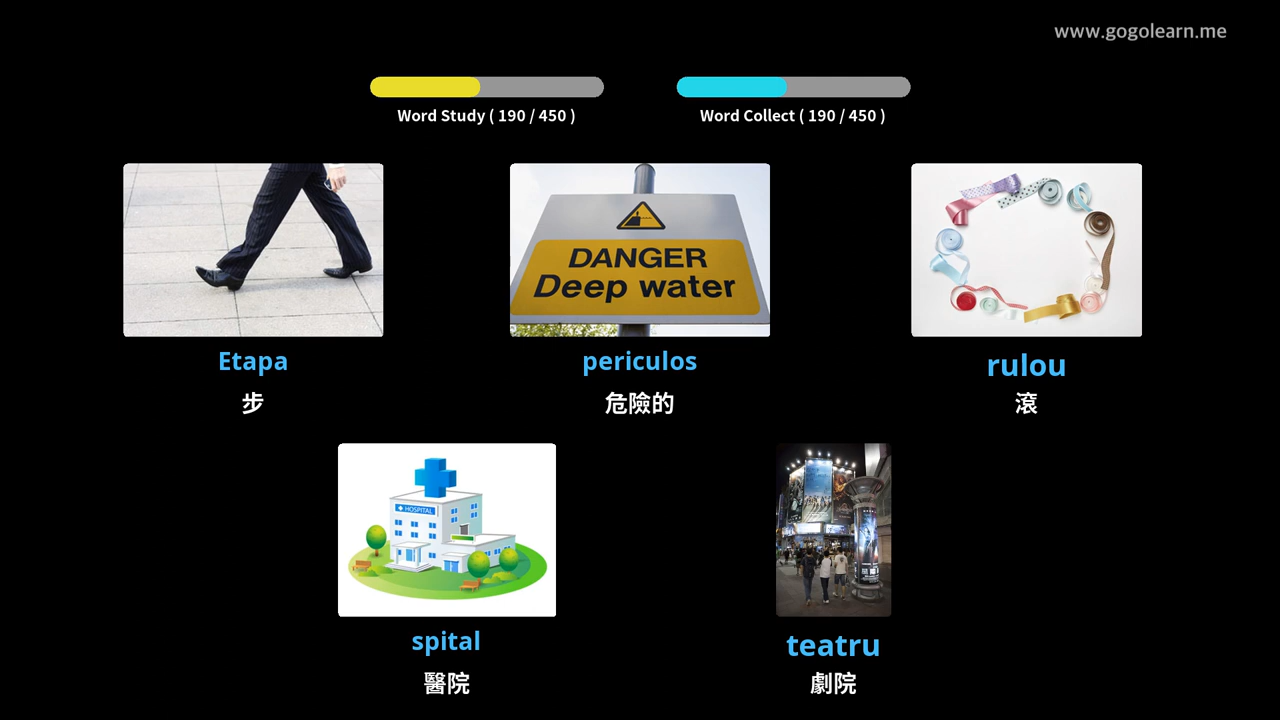 www.gogolearn.me
Word Study ( 190 / 450 )
Word Collect ( 190 / 450 )
DANGER
Deep water
Etapa
步
periculos
危險的
rulou
滾
HOSPITAL
spital
醫院
teatru
劇院